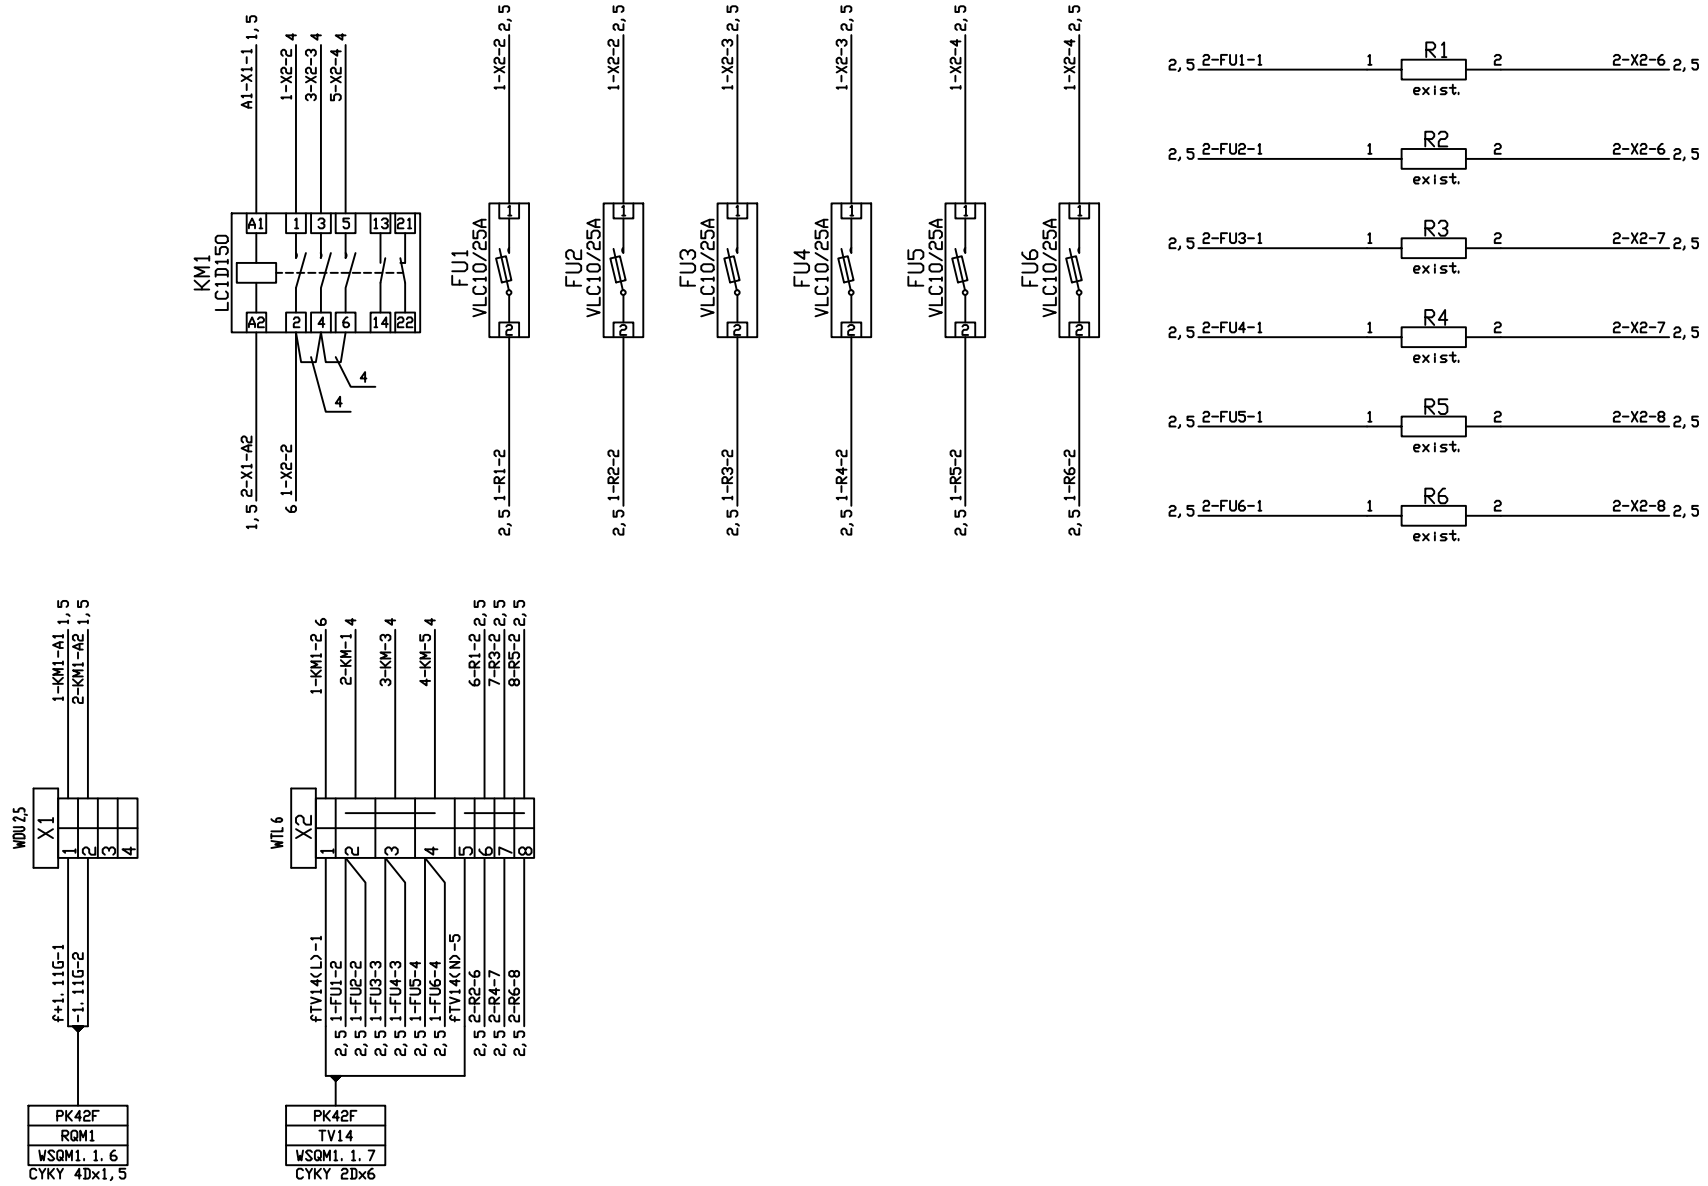 A1-X1-1 1,5
1-X2-2 4
3-X2-3 4
5-X2-4 4
KM1
LC1D150
A1 1 3 5 13 21
A2 2 4 6 14 22
4
4
1,5 2-X1-A2
6 1-X2-2
1-X2-2 2,5
FU1
VLC10/25A
1
2
2,5 1-R1-2
1-X2-2 2,5
FU2
VLC10/25A
1
2
2,5 1-R2-2
1-X2-3 2,5
FU3
VLC10/25A
1
2
2,5 1-R3-2
1-X2-3 2,5
FU4
VLC10/25A
1
2
2,5 1-R4-2
1-X2-4 2,5
FU5
VLC10/25A
1
2
2,5 1-R5-2
1-X2-4 2,5
FU6
VLC10/25A
1
2
2,5 1-R6-2
R1
2,5 2-FU1-1 1 2 2-X2-6 2,5
exist.
R2
2,5 2-FU2-1 1 2 2-X2-6 2,5
exist.
R3
2,5 2-FU3-1 1 2 2-X2-7 2,5
exist.
R4
2,5 2-FU4-1 1 2 2-X2-7 2,5
exist.
R5
2,5 2-FU5-1 1 2 2-X2-8 2,5
exist.
R6
2,5 2-FU6-1 1 2 2-X2-8 2,5
exist.
1-KM1-A1 1,5
2-KM1-A2 1,5
WDU 2,5
X1
1 2 3 4
f+1.11G-1
-1.11G-2
PK42F
RQM1
WSQM1.1.6
CYKY 4Dx1,5
1-KM1-2 6
2-KM-1 4
3-KM-3 4
4-KM-5 4
6-R1-2 2,5
7-R3-2 2,5
8-R5-2 2,5
WTL 6
X2
1 2 3 4 5 6 7 8
fTV14(L)-1
2,5 1-FU1-2
2,5 1-FU2-2
2,5 1-FU3-3
2,5 1-FU4-3
2,5 1-FU5-4
2,5 1-FU6-4
fTV14(N)-5
2,5 2-R2-6
2,5 2-R4-7
2,5 2-R6-8
PK42F
TV14
WSQM1.1.7
CYKY 2Dx6